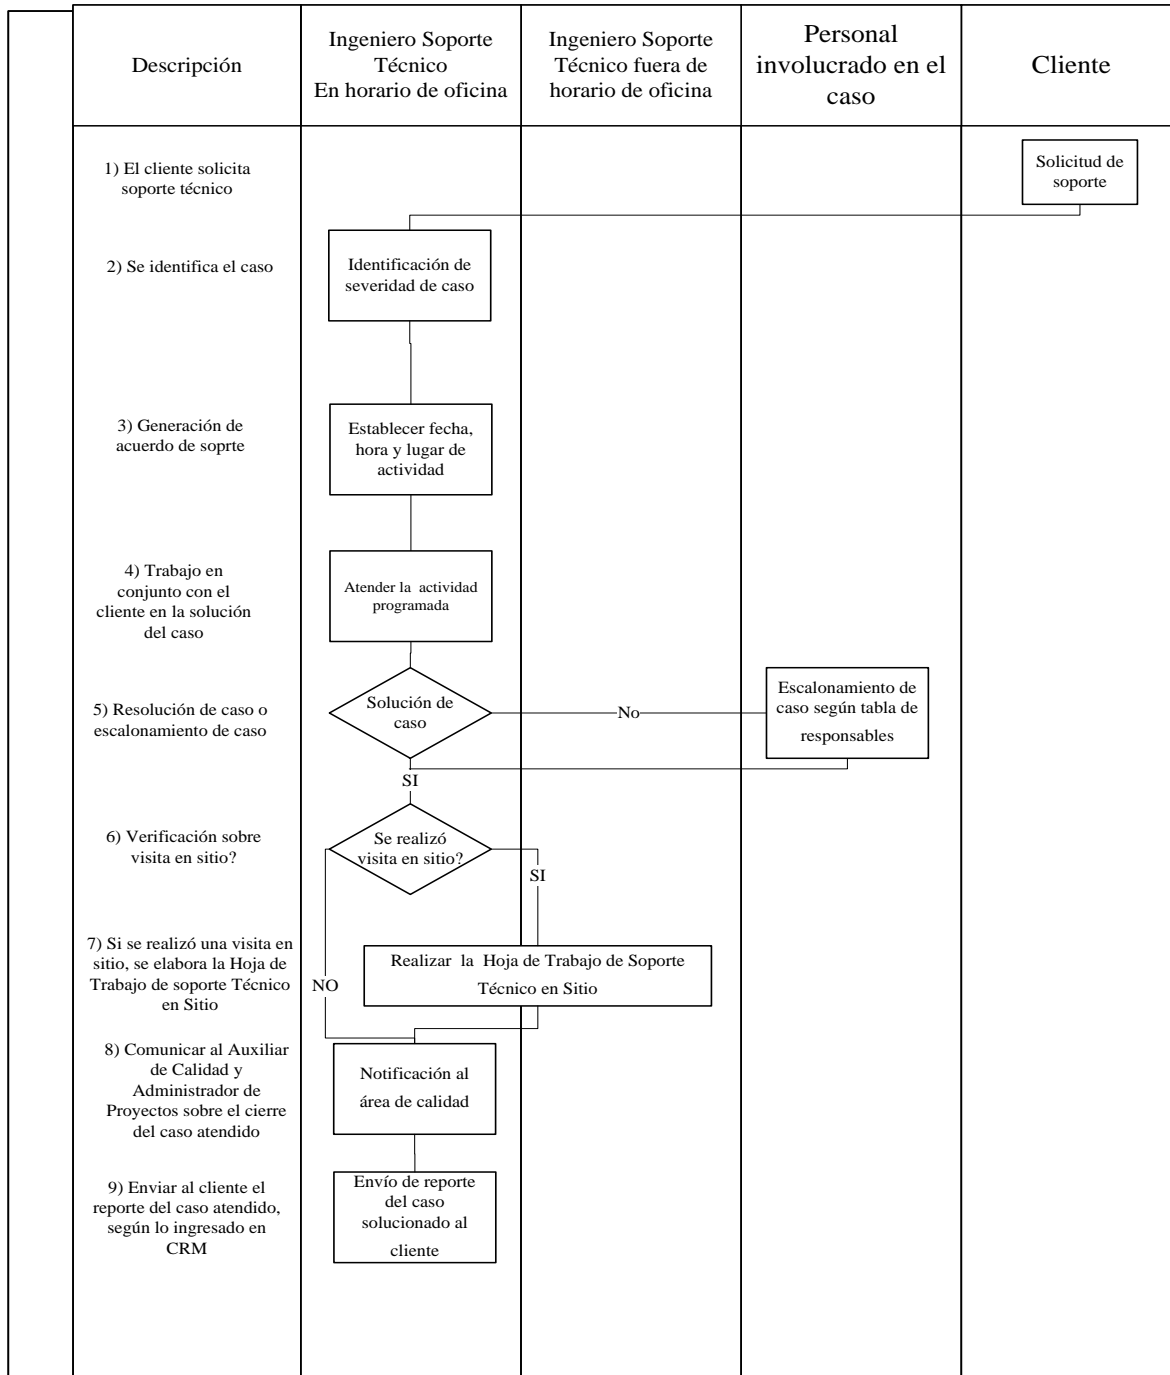 Descripción
Ingeniero Soporte
Técnico
En horario de oficina
Ingeniero Soporte
Técnico fuera de
horario de oficina
Personal
involucrado en el
caso
Cliente
1) El cliente solicita
soporte técnico
Solicitud de
soporte
2) Se identifica el caso
Identificación de
severidad de caso
3) Generación de
acuerdo de soprte
Establecer fecha,
hora y lugar de
actividad
4) Trabajo en
conjunto con el
cliente en la solución
del caso
Atender la actividad
programada
5) Resolución de caso o
escalonamiento de caso
Solución de
caso
No
Escalonamiento de
caso según tabla de
responsables
SI
6) Verificación sobre
visita en sitio?
Se realizó
visita en sitio?
SI
7) Si se realizó una visita en
sitio, se elabora la Hoja de
Trabajo de soporte Técnico
en Sitio
NO
Realizar la Hoja de Trabajo de Soporte
Técnico en Sitio
8) Comunicar al Auxiliar
de Calidad y
Administrador de
Proyectos sobre el cierre
del caso atendido
Notificación al
área de calidad
9) Enviar al cliente el
reporte del caso atendido,
según lo ingresado en
CRM
Envío de reporte
del caso
solucionado al
cliente